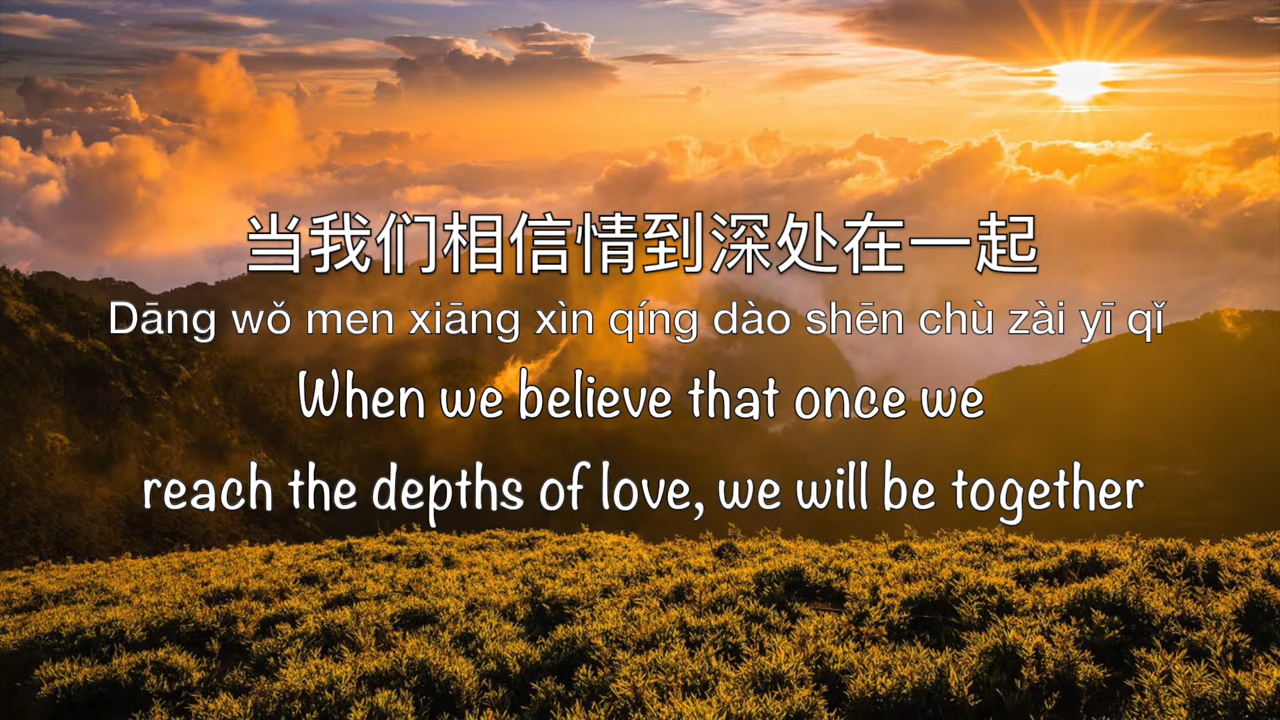 当我们相信情到深处在一起
Dāng wǒ men xiāng xìn qíng dào shēn chù zài yī qǐ
When we believe that once we
reach the depths of love, we will be together